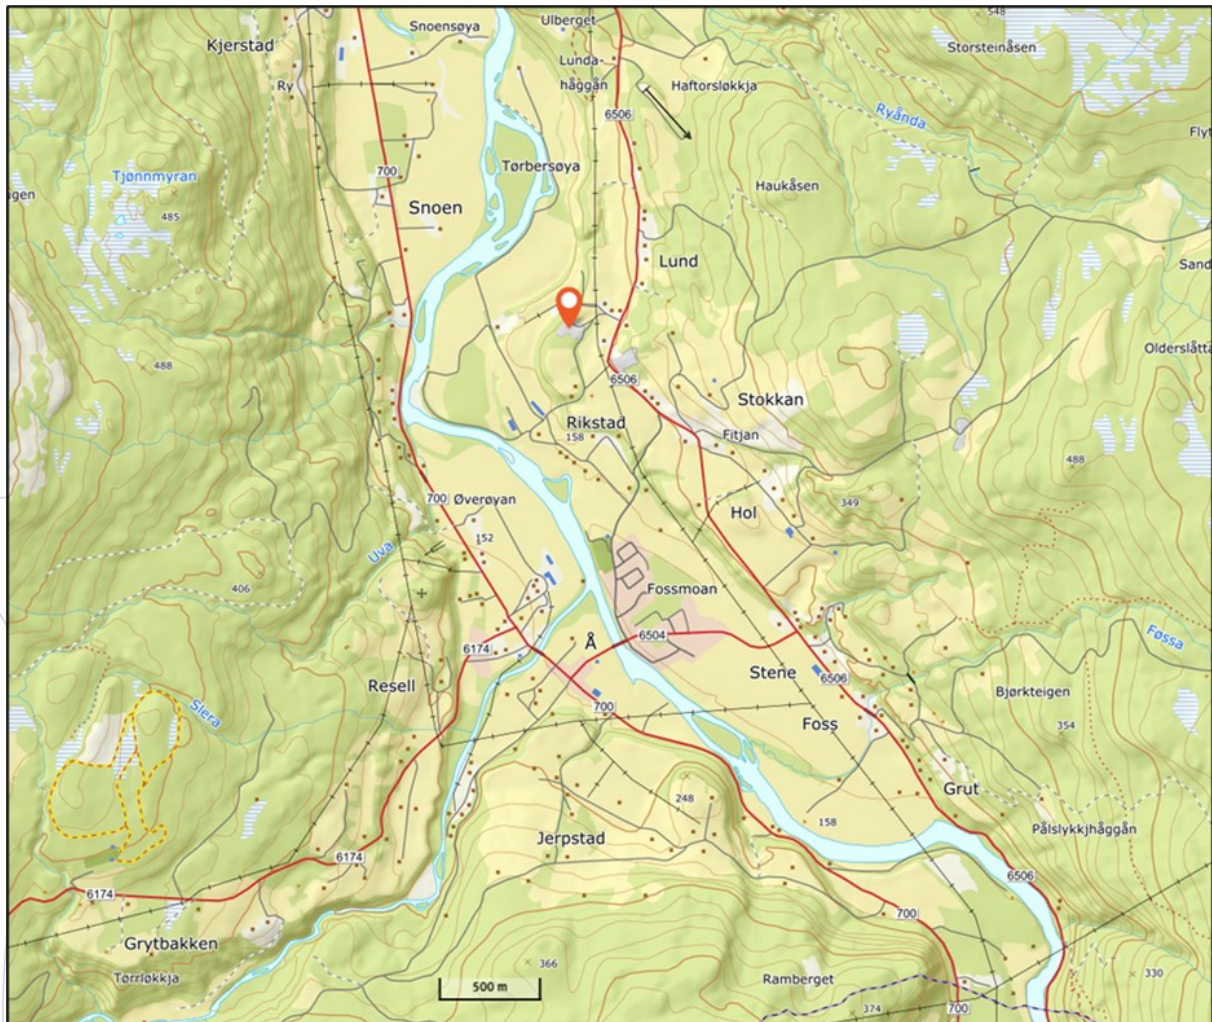 548
Snoensøya
Ulberget
Kjerstad
Storsteinåsen
Lunda-
håggån
Ry
Haftorsløkkja
6506
Ryånda
Flyt
Tørbersøya
700
Tjønnmyran
gen
Haukåsen
Snoen
485
Lund
Sand
Olderslåtta
488
6506
Stokkan
Rikstad
158
Fitjan
488
700
Øverøyan
349
Hol
152
Uva
406
Fossmoan
6504
Å
Føssa
6174
Stene
6506
Resell
Bjørkteigen
Slera
700
Foss
354
Grut
248
158
Pålslykkjhåggån
Jerpstad
6174
6506
6174
700
Grytbakken
366
Tørrløkkja
500 m
Ramberget
330
374
700